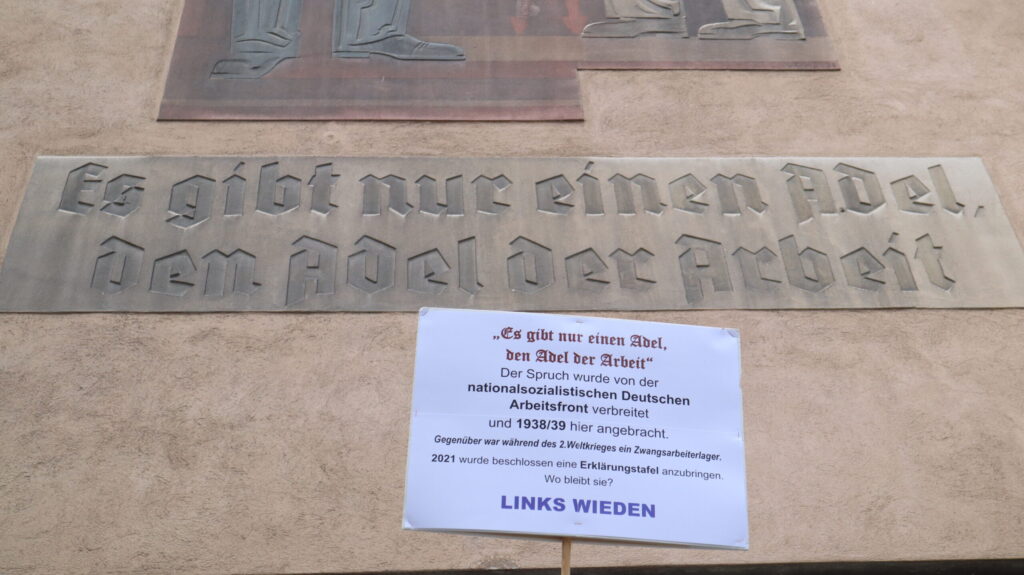 Es gibt nur einen Adel,
den Adel der Arbeit
„Es gibt nur einen Adel,
den Adel der Arbeit“
Der Spruch wurde von der
nationalsozialistischen Deutschen
Arbeitsfront verbreitet
und 1938/39 hier angebracht.
Gegenüber war während des 2.Weltkrieges ein Zwangsarbeiterlager.
2021 wurde beschlossen eine Erklärungstafel anzubringen.
Wo bleibt sie?
LINKS WIEDEN